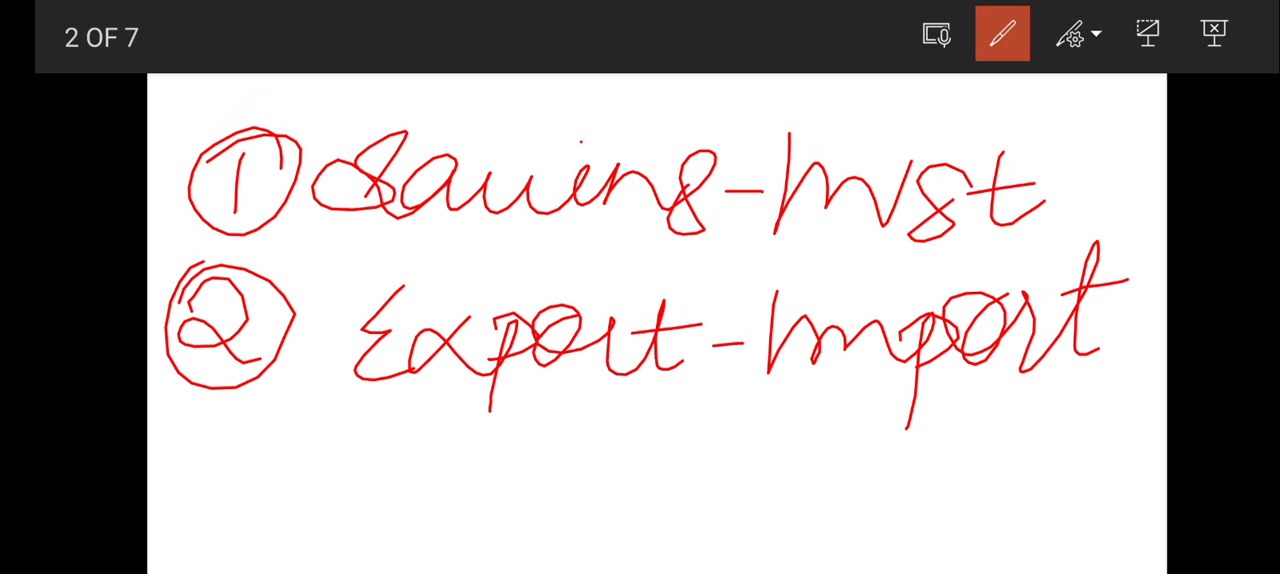 2 OF 7
① Saving - Invst
② Export - Import